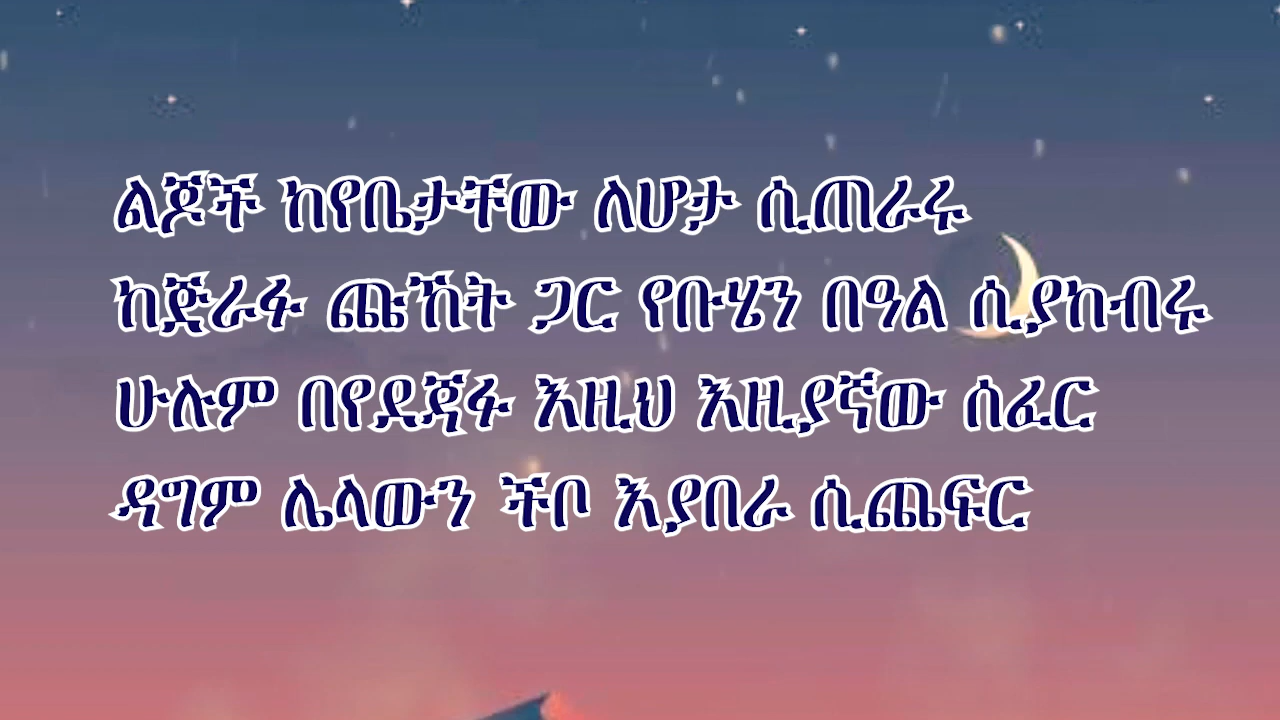 ልጆች ከየቤታቸው ለሆታ ሲጠራሩ
ከጅራፉ ጩኸት ጋር የቡሄን በዓል ሲያከብሩ
ሁሉም በየደጃፉ እዚህ እዚያኛው ሰፈር
ዳግም ሌላውን ችቦ እያበራ ሲጨፍር